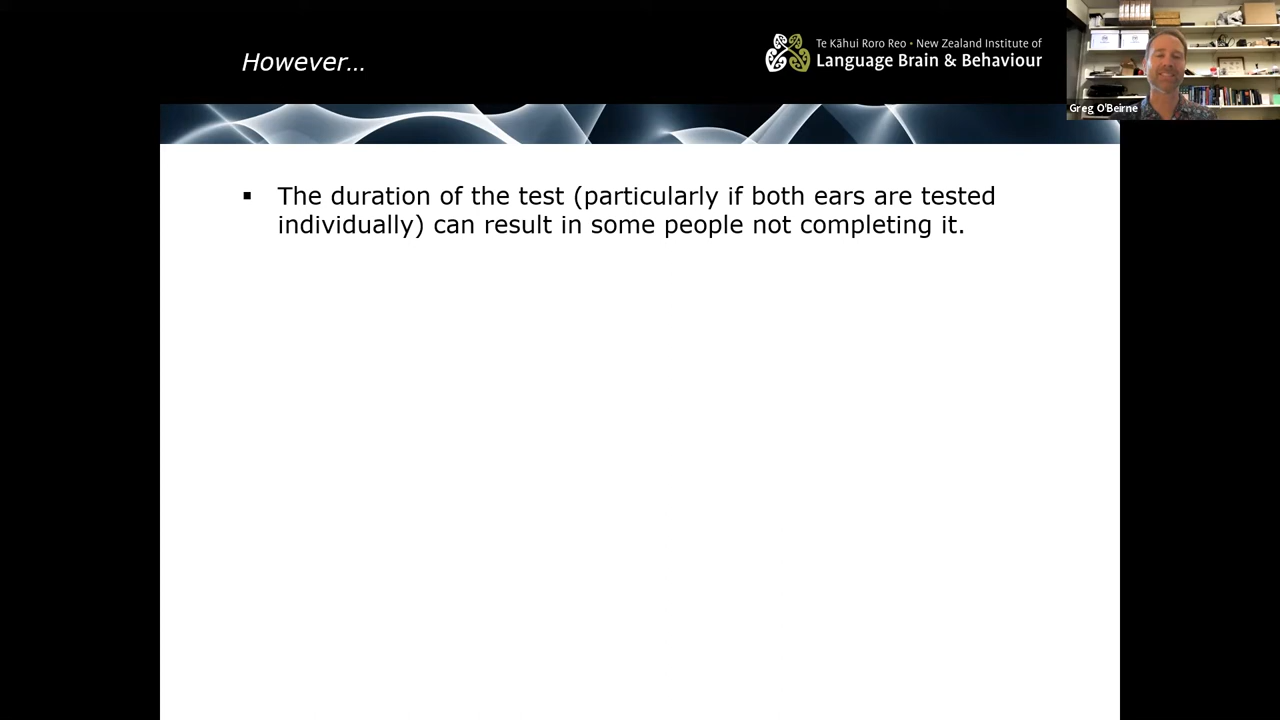 However…
Te Kāhui Roro Reo • New Zealand Institute of
Language Brain & Behaviour
Greg O'Beirne
▪ The duration of the test (particularly if both ears are tested
individually) can result in some people not completing it.